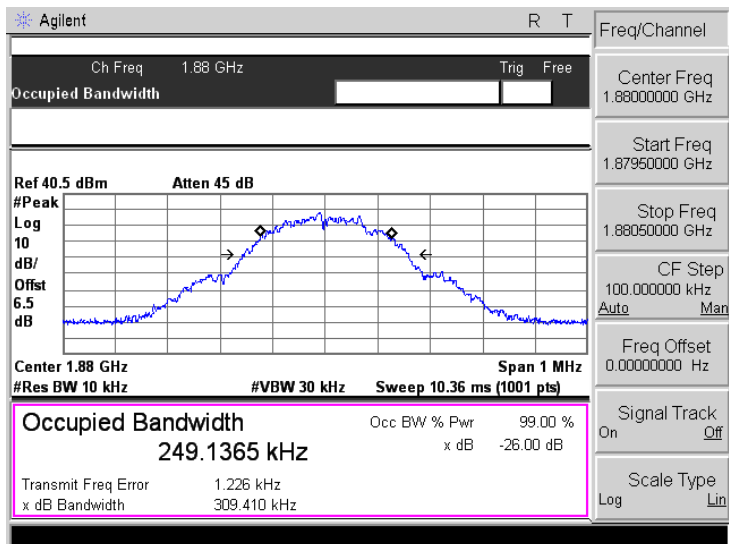 Agilent R T
Freq/Channel
Ch Freq 1.88 GHz Trig Free
Occupied Bandwidth
Center Freq
1.88000000 GHz
Start Freq
1.87950000 GHz
Stop Freq
1.88050000 GHz
CF Step
100.000000 kHz
Auto Man
Freq Offset
0.00000000 Hz
Signal Track
On Off
Scale Type
Log Lin
Ref 40.5 dBm Atten 45 dB
#Peak
Log
10
dB/
Offst
6.5
dB
Center 1.88 GHz Span 1 MHz
#Res BW 10 kHz #VBW 30 kHz Sweep 10.36 ms (1001 pts)
Occupied Bandwidth Occ BW % Pwr 99.00 %
249.1365 kHz x dB -26.00 dB
Transmit Freq Error 1.226 kHz
x dB Bandwidth 309.410 kHz